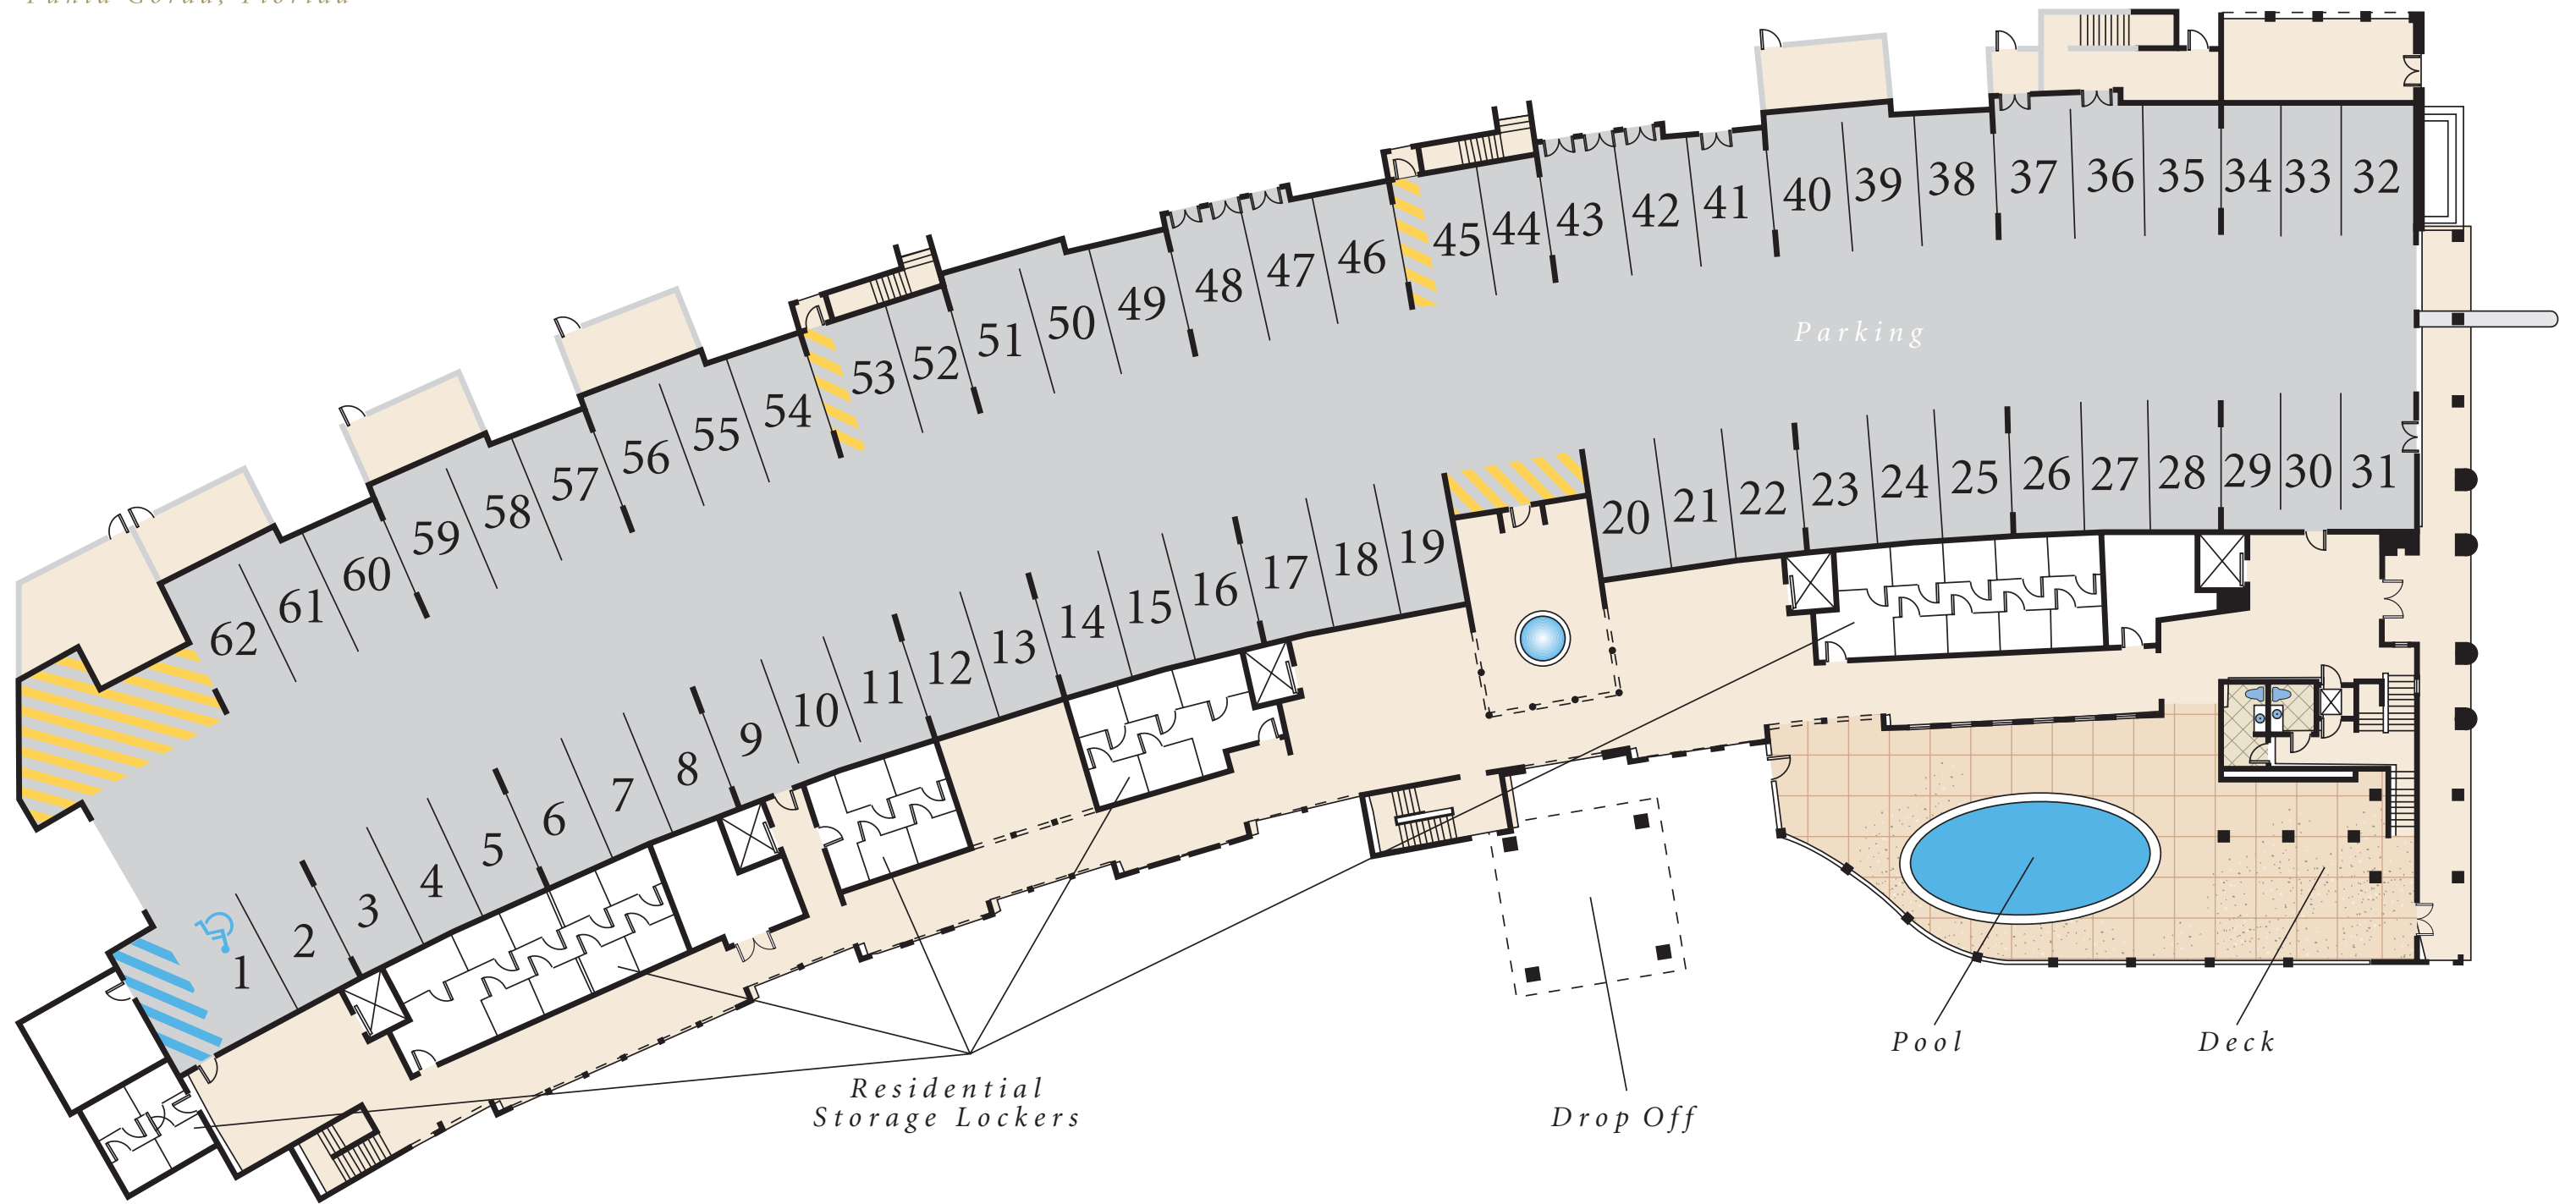 62 61 60 59 58 57 56 55 54 53 52 51 50 49 48 47 46 45 44 43 42 41 40 39 38 37 36 35 34 33 32
Parking
1 2 3 4 5 6 7 8 9 10 11 12 13 14 15 16 17 18 19 20 21 22 23 24 25 26 27 28 29 30 31
Residential
Storage Lockers
Drop Off
Pool
Deck